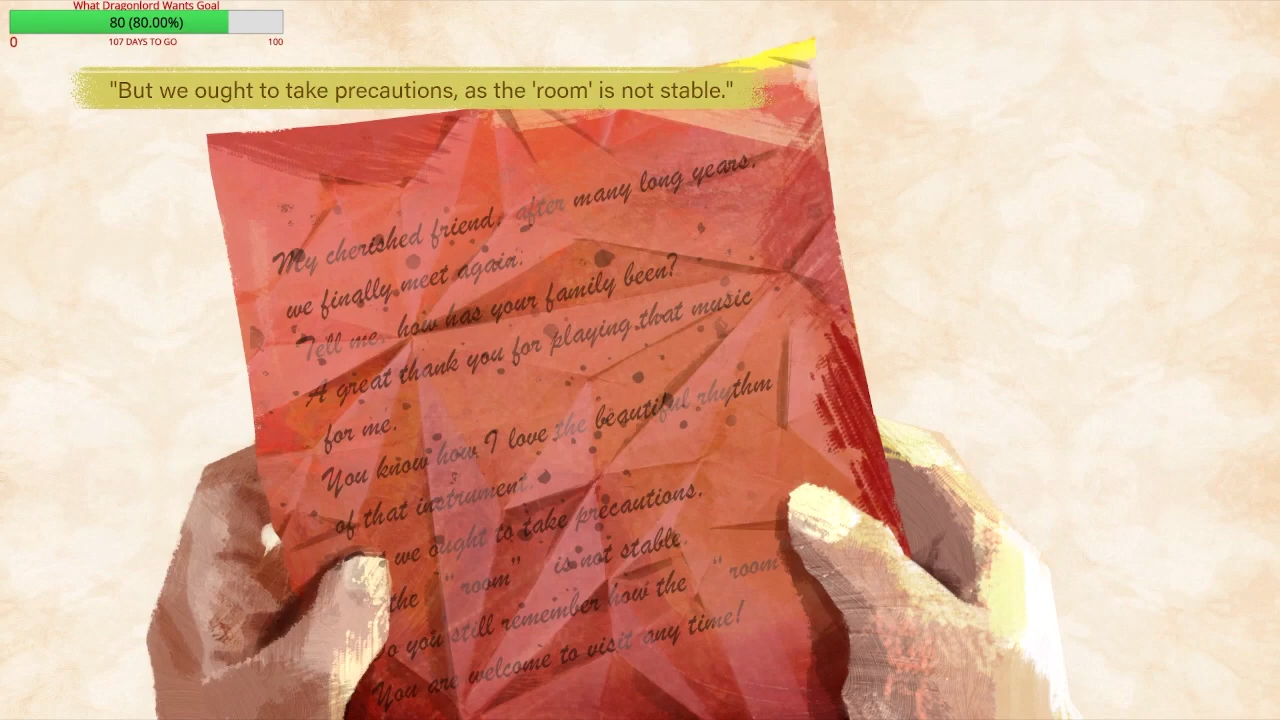 What Dragonlord Wants Goal
80 (80.00%)
0 107 DAYS TO GO 100
"But we ought to take precautions, as the 'room' is not stable."
My cherished friend, after many long years,
we finally meet again.
Tell me, how has your family been?
A great thank you for playing that music
for me.
You know how I love the beautiful rhythm
of that instrument.
we ought to take precautions.
the "room" is not stable.
you still remember how the "room
You are welcome to visit any time!